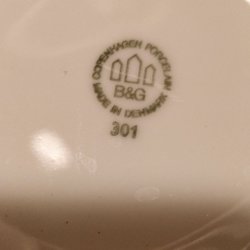 COPENHAGEN PORCELAIN
B&G
MADE IN DENMARK
301